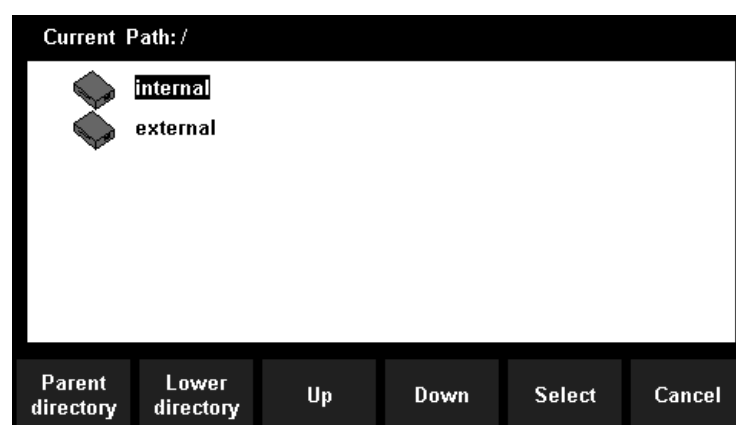 Current Path: /
internal
external
Parent directory
Lower directory
Up
Down
Select
Cancel